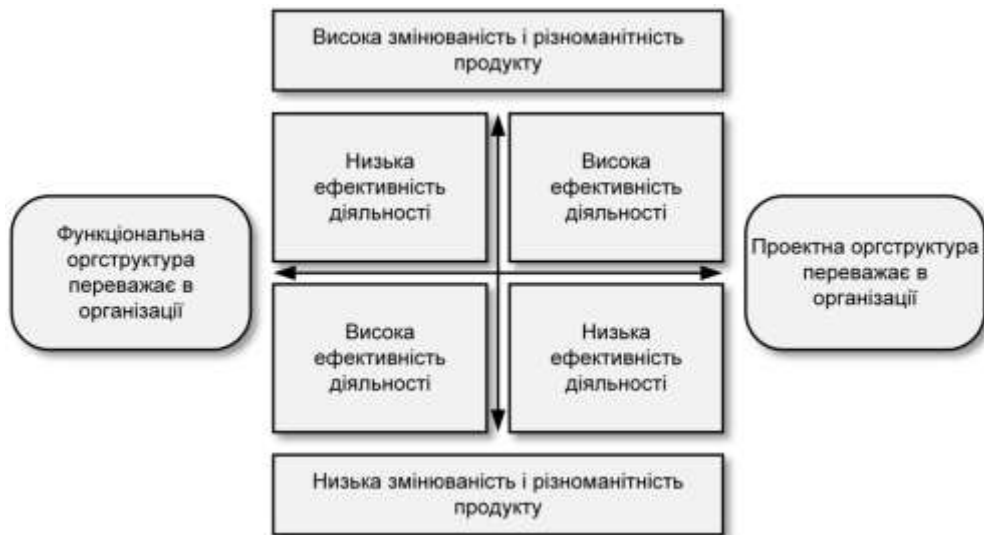 Висока змінюваність і різноманітність
продукту
Низька
ефективність
діяльності
Висока
ефективність
діяльності
Функціональна
оргструктура
переважає в
організації
Проектна оргструктура
переважає в
організації
Висока
ефективність
діяльності
Низька
ефективність
діяльності
Низька змінюваність і різноманітність
продукту